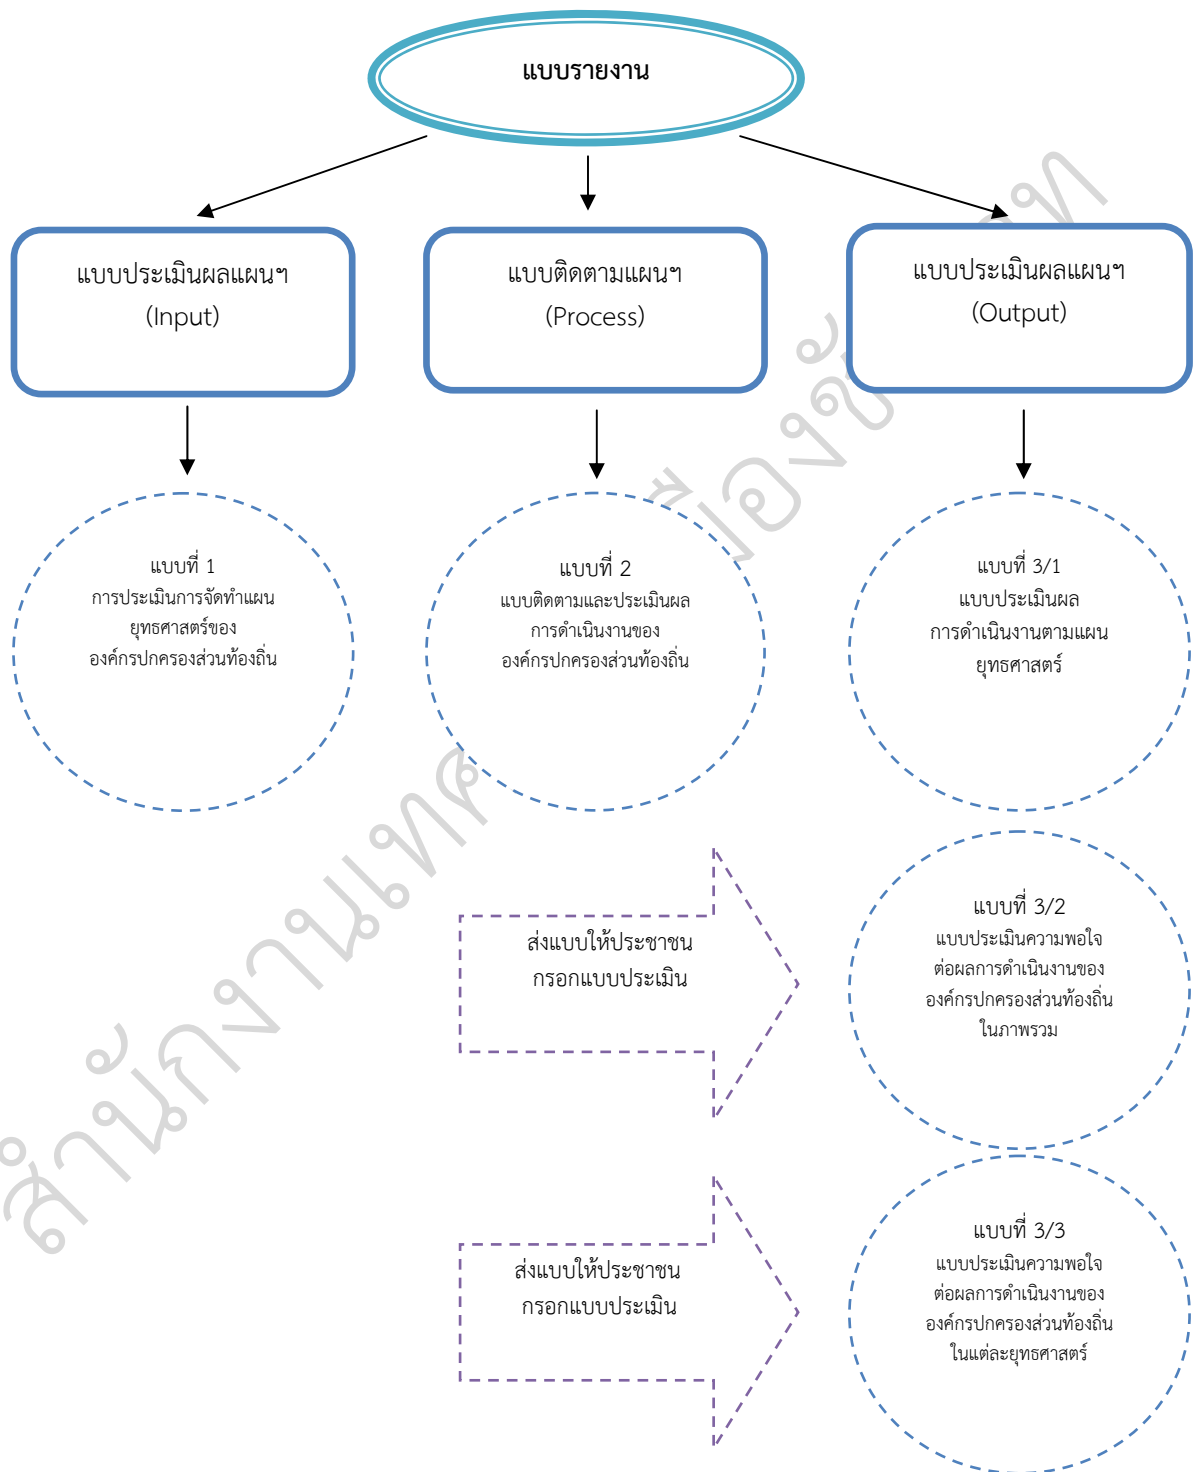 แบบรายงาน
แบบประเมินผลแผนฯ
(Input)
แบบติดตามแผนฯ
(Process)
แบบประเมินผลแผนฯ
(Output)
แบบที่ 1
การประเมินการจัดทำแผน
ยุทธศาสตร์ของ
องค์กรปกครองส่วนท้องถิ่น
แบบที่ 2
แบบติดตามและประเมินผล
การดำเนินงานของ
องค์กรปกครองส่วนท้องถิ่น
แบบที่ 3/1
แบบประเมินผล
การดำเนินงานตามแผน
ยุทธศาสตร์
ส่งแบบให้ประชาชน
กรอกแบบประเมิน
แบบที่ 3/2
แบบประเมินความพอใจ
ต่อผลการดำเนินงานของ
องค์กรปกครองส่วนท้องถิ่น
ในภาพรวม
ส่งแบบให้ประชาชน
กรอกแบบประเมิน
แบบที่ 3/3
แบบประเมินความพอใจ
ต่อผลการดำเนินงานของ
องค์กรปกครองส่วนท้องถิ่น
ในแต่ละยุทธศาสตร์